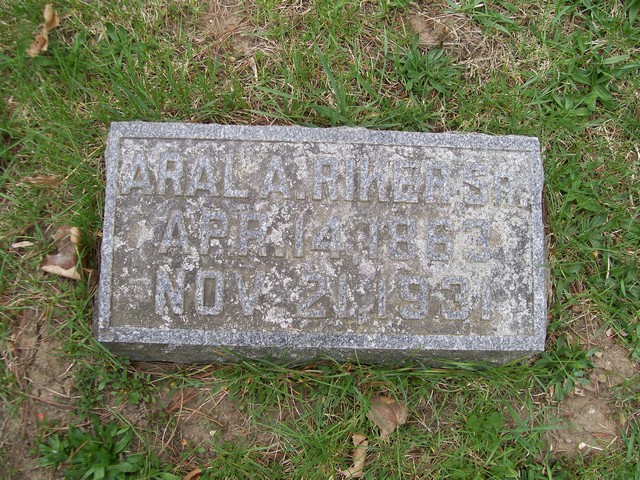 ARAL A. RIKER SR.
APR. 14, 1863
NOV. 21, 1931